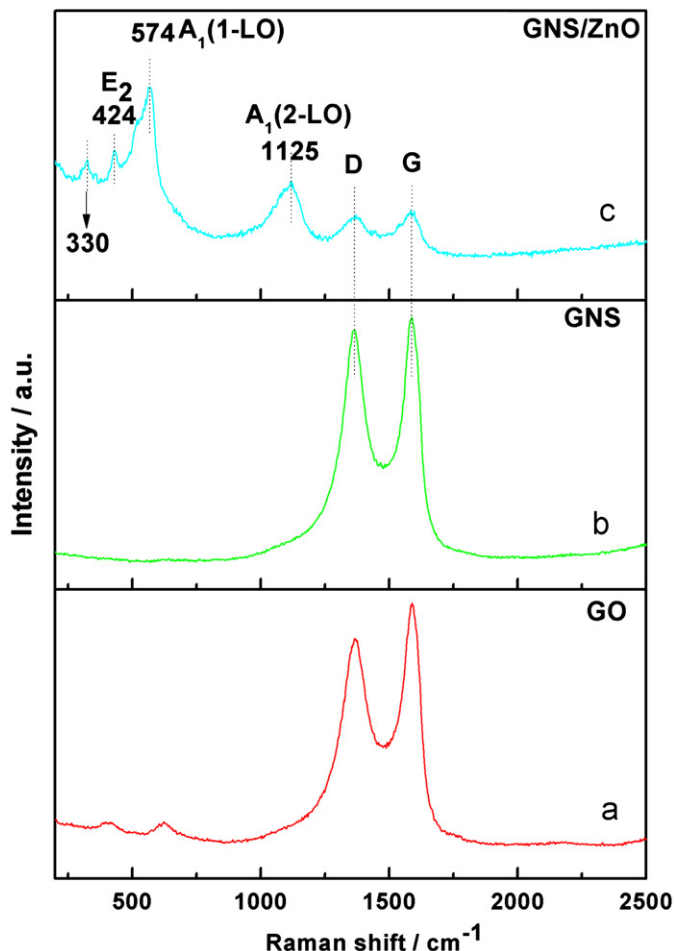 574 A₁(1-LO)
GNS/ZnO
E₂
424
A₁(2-LO)
1125
D
G
330
c
GNS
b
GO
a
Intensity / a.u.
500 1000 1500 2000 2500
Raman shift / cm⁻¹